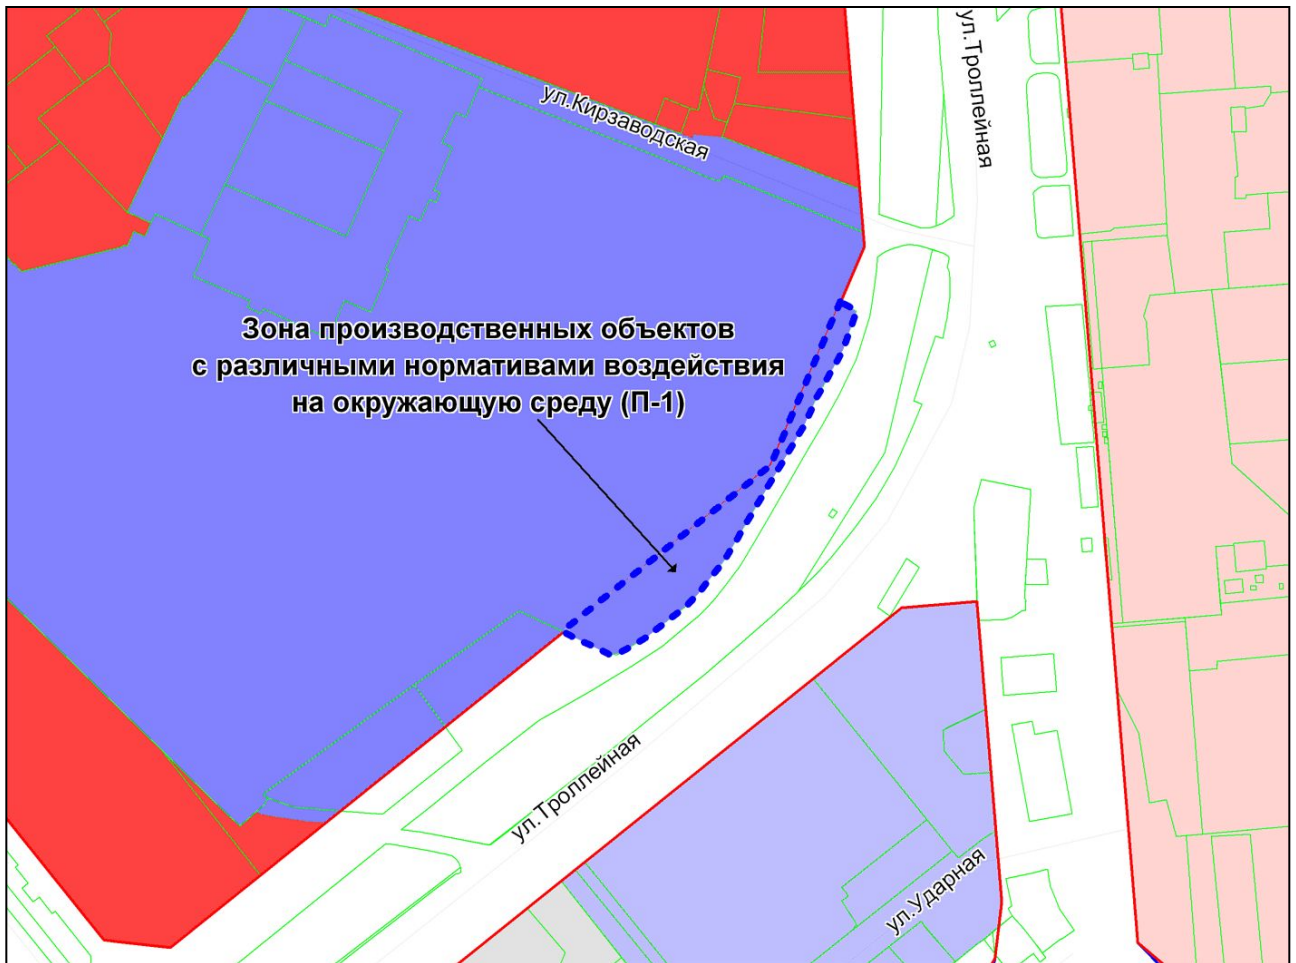 ул.Троллейная
ул.Кирзаводская
Зона производственных объектов
с различными нормативами воздействия
на окружающую среду (П-1)
ул.Троллейная
ул.Ударная